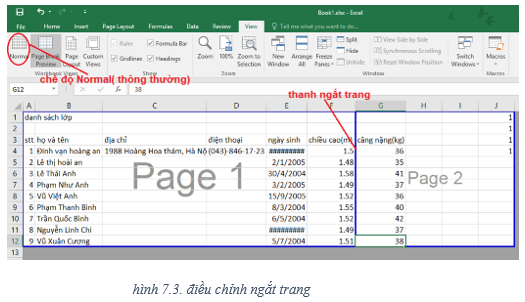 Book1.xlsx - Excel
File Home Insert Page Layout Formulas Data Review View Tell me what you want to do...
Normal Page Break Preview Page Layout Custom Views
Ruler Formula Bar
Gridlines Headings
Zoom 100% Zoom to Selection
New Window Arrange All Freeze Panes
Split
Hide
Unhide
View Side by Side
Synchronous Scrolling
Reset Window Position
Switch Windows Macros
Workbook Views Show Zoom Window Macros
chế độ Normal( thông thường)
thanh ngắt trang
G12 38
A B C D E F G H I J
1 danh sách lớp 1
2 1
3 stt họ và tên địa chỉ điện thoại ngày sinh chiều cao(m) cân nặng(kg) 1
4 1 Đinh vạn hoàng an 1988 Hoàng Hoa thám, Hà Nộ (043)-846-17-23 ######### 1.5 36 1
5 2 Lê thị hoài an 2/1/2005 1.48 35
6 3 Lê Thái Anh 30/4/2005 1.58 41
7 4 Phạm Như Anh 3/2/2005 1.49 37
8 5 Vũ Việt Anh 15/9/2005 1.52 36
9 6 Phạm Thanh Bình 8/3/2004 1.55 40
10 7 Trần Quốc Bình 6/5/2004 1.52 42
11 8 Nguyễn Linh Chi ######### 1.49 37
12 9 Vũ Xuân Cương 5/7/2004 1.51 38
13
Page 1
Page 2
hình 7.3. điều chỉnh ngắt trang